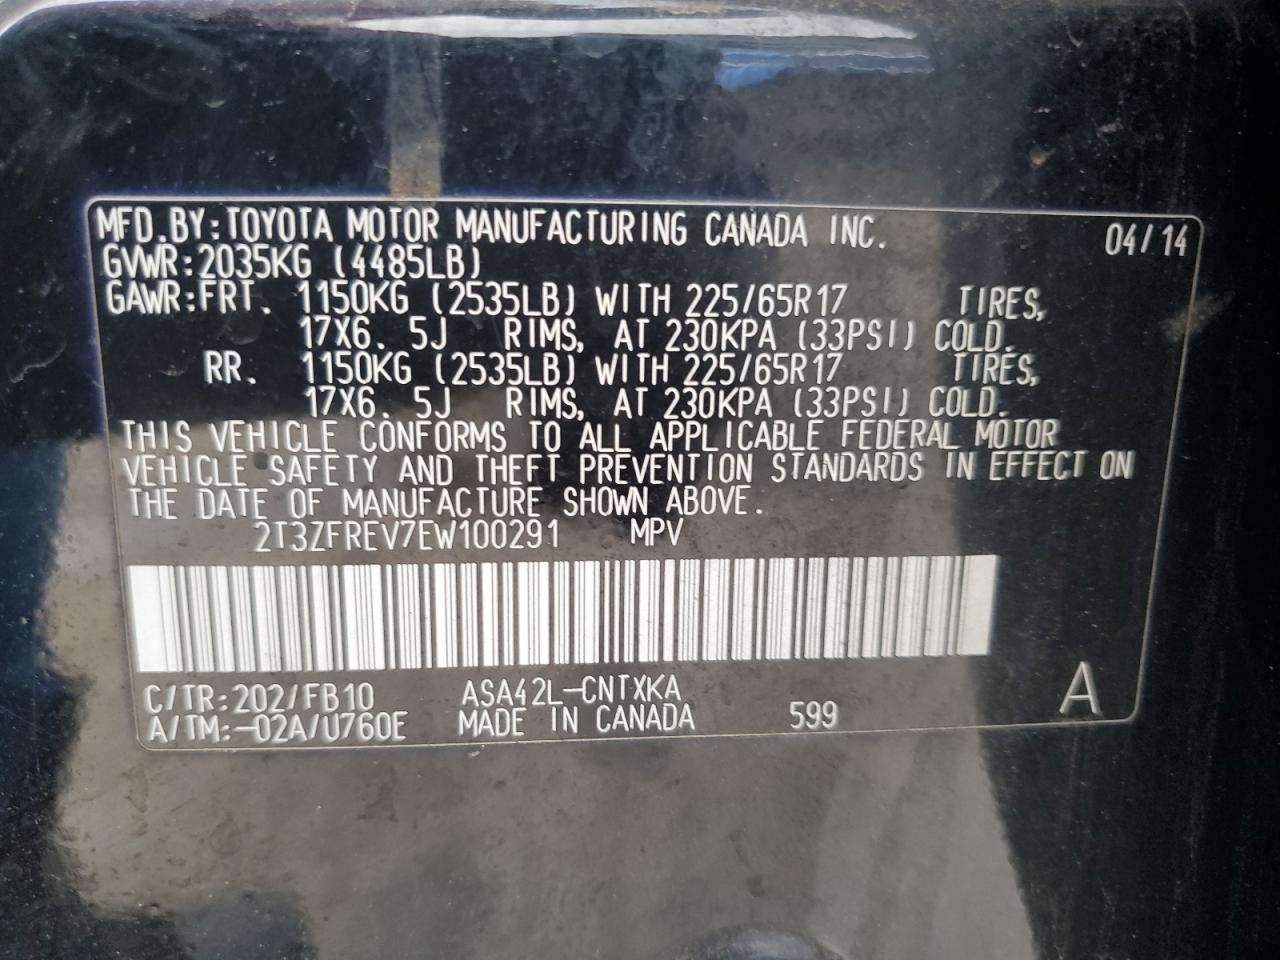 MFD.BY:TOYOTA MOTOR MANUFACTURING CANADA INC. 04/14
GVWR:2035KG (4485LB)
GAWR:FRT. 1150KG (2535LB) WITH 225/65R17 TIRES,
17X6.5J RIMS, AT 230KPA (33PSI) COLD.
RR. 1150KG (2535LB) WITH 225/65R17 TIRES,
17X6.5J RIMS, AT 230KPA (33PSI) COLD.
THIS VEHICLE CONFORMS TO ALL APPLICABLE FEDERAL MOTOR
VEHICLE SAFETY AND THEFT PREVENTION STANDARDS IN EFFECT ON
THE DATE OF MANUFACTURE SHOWN ABOVE.
2T3ZFREV7EW100291 MPV
C/TR:202/FB10 ASA42L-CNTXKA A
A/TM:-02A/U760E MADE IN CANADA 599